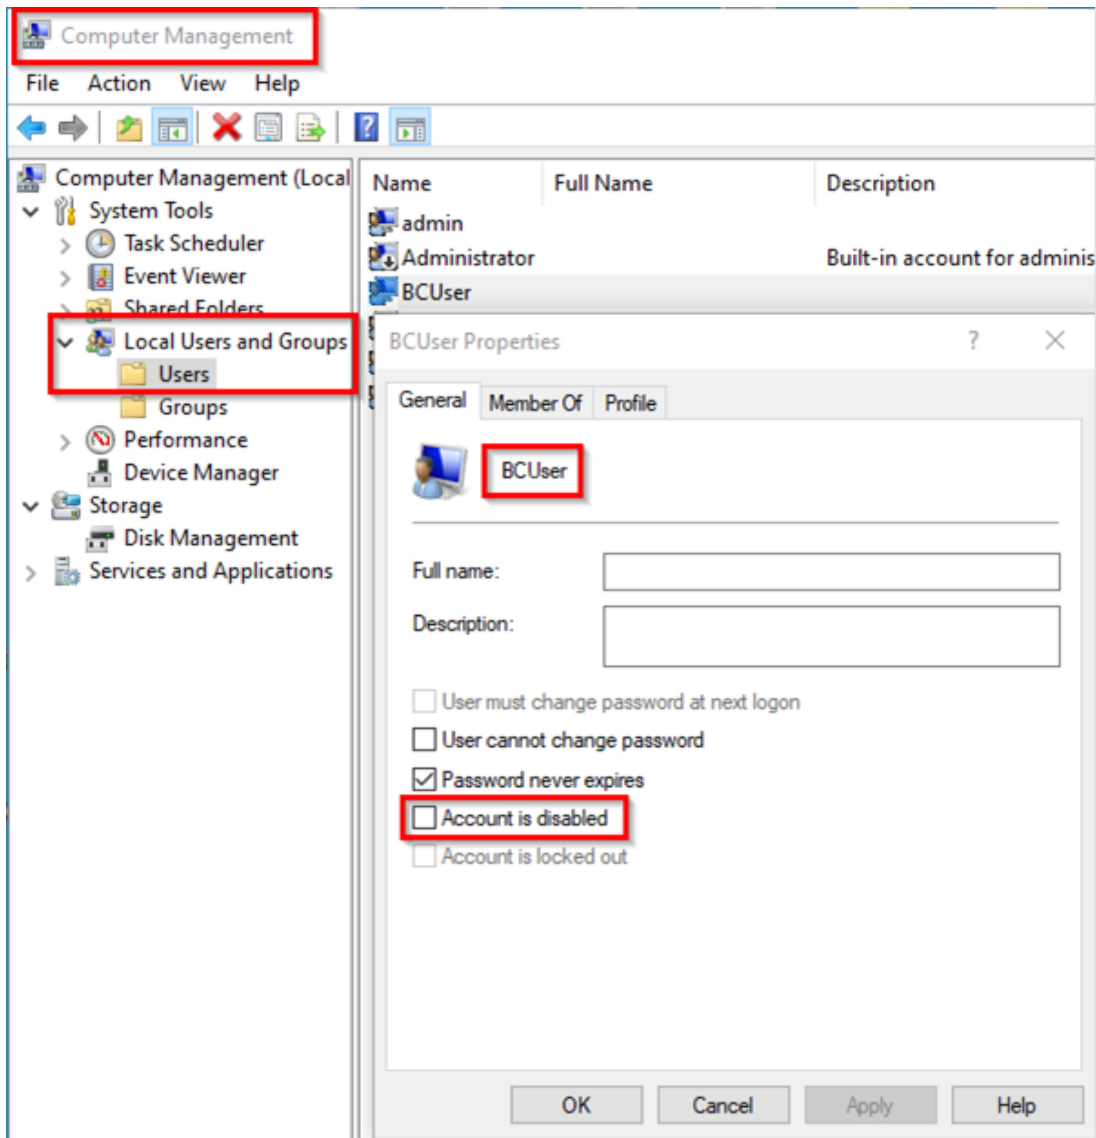 Computer Management
File Action View Help
Computer Management (Local
System Tools
Task Scheduler
Event Viewer
Shared Folders
Local Users and Groups
Users
Groups
Performance
Device Manager
Storage
Disk Management
Services and Applications
Name Full Name Description
admin
Administrator Built-in account for adminis
BCUser
BCUser Properties
General Member Of Profile
BCUser
Full name:
Description:
User must change password at next logon
User cannot change password
Password never expires
Account is disabled
Account is locked out
OK Cancel Apply Help